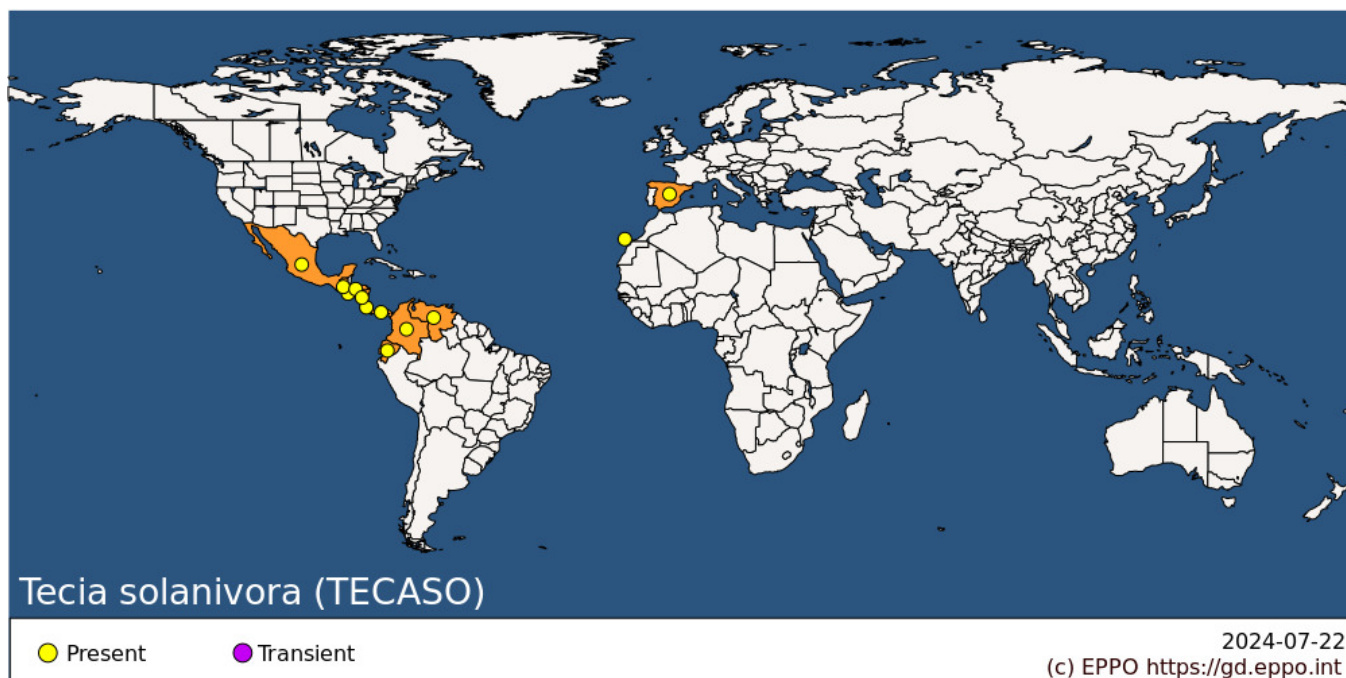 Tecia solanivora (TECASO)
Present
Transient
2024-07-22
(c) EPPO https://gd.eppo.int